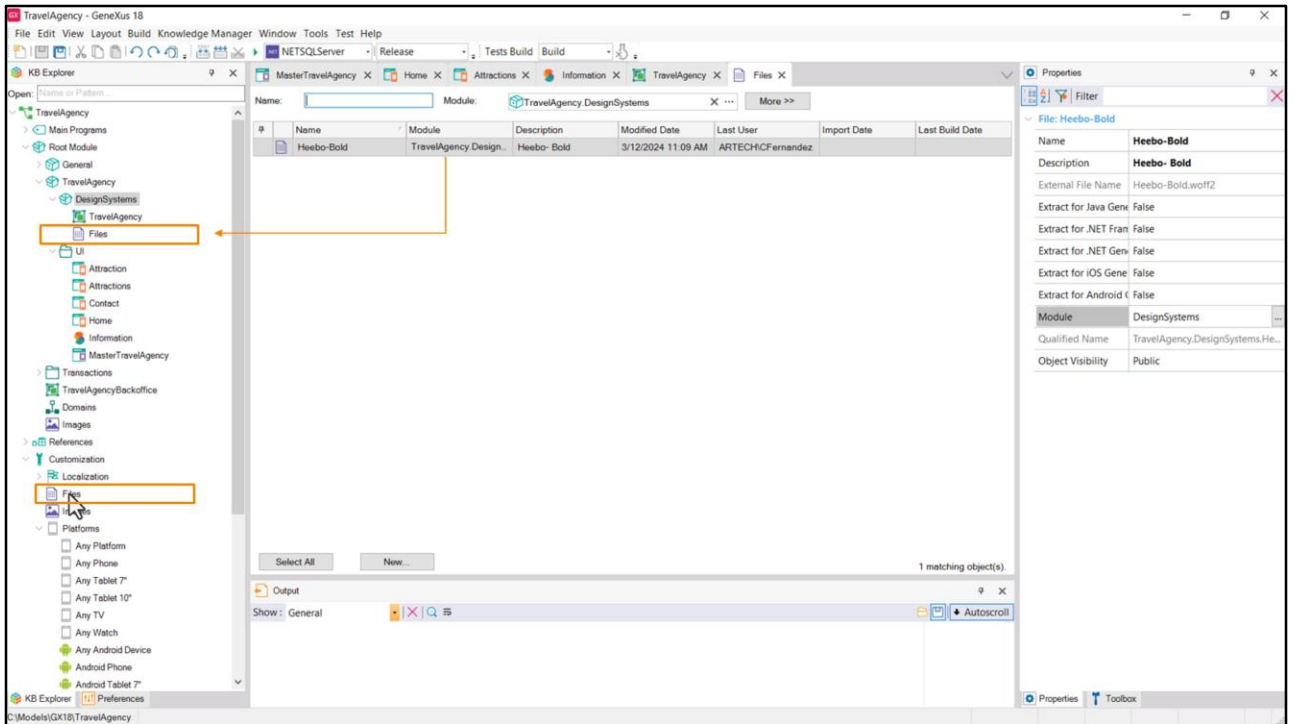 TravelAgency - GeneXus 18
File Edit View Layout Build Knowledge Manager Window Tools Test Help
NETSQLServer Release Tests Build Build
KB Explorer
Open: Name or Pattern...
TravelAgency
Main Programs
Root Module
General
TravelAgency
DesignSystems
TravelAgency
Files
UI
Attraction
Attractions
Contact
Home
Information
MasterTravelAgency
Transactions
TravelAgencyBackoffice
Domains
Images
References
Customization
Localization
Files
Platforms
Any Platform
Any Phone
Any Tablet 7"
Any Tablet 10"
Any TV
Any Watch
Any Android Device
Android Phone
Android Tablet 7"
KB Explorer Preferences
C:\Models\GX18\TravelAgency
MasterTravelAgency Home Attractions Information TravelAgency Files
Name: Module: TravelAgency.DesignSystems More >>
Name Module Description Modified Date Last User Import Date Last Build Date
Heebo-Bold TravelAgency.Design... Heebo- Bold 3/12/2024 11:09 AM ARTECH\CFernandez
Select All New... 1 matching object(s).
Output
Show: General Autoscroll
Properties
Filter
File: Heebo-Bold
Name Heebo-Bold
Description Heebo- Bold
External File Name Heebo-Bold.woff2
Extract for Java Gene False
Extract for .NET Fram False
Extract for .NET Gen False
Extract for iOS Gene False
Extract for Android False
Module DesignSystems ...
Qualified Name TravelAgency.DesignSystems.He...
Object Visibility Public
Properties Toolbox